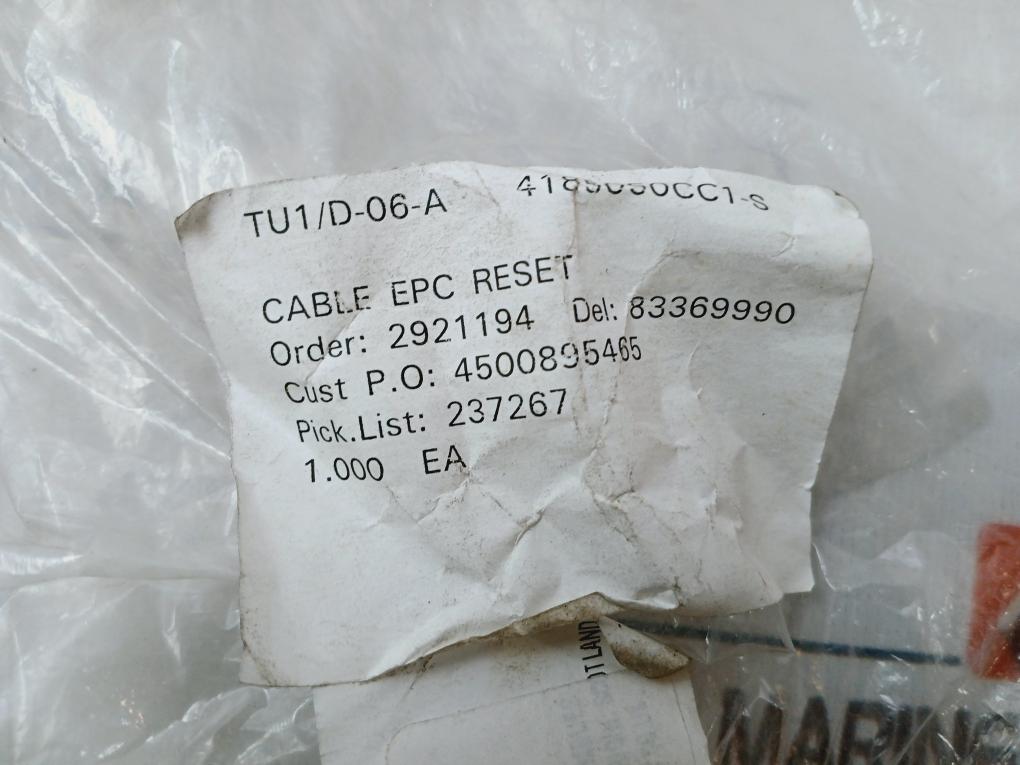 TU1/D-06-A
CABLE EPC RESET
Order: 2921194 Del: 83369990
Cust P.O: 4500895465
Pick.List: 237267
1.000 EA